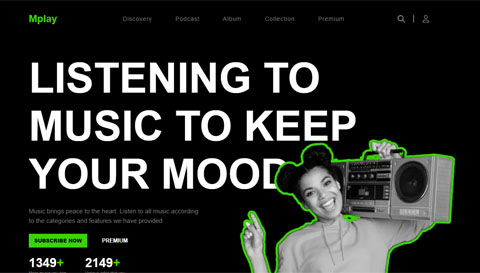 Mplay
Discovery Podcast Album Collection Premium
LISTENING TO
MUSIC TO KEEP
YOUR MOOD
Music brings peace to the heart. Listen to all music according
to the categories and features we have provided
SUBSCRIBE NOW PREMIUM
1349+ 2149+